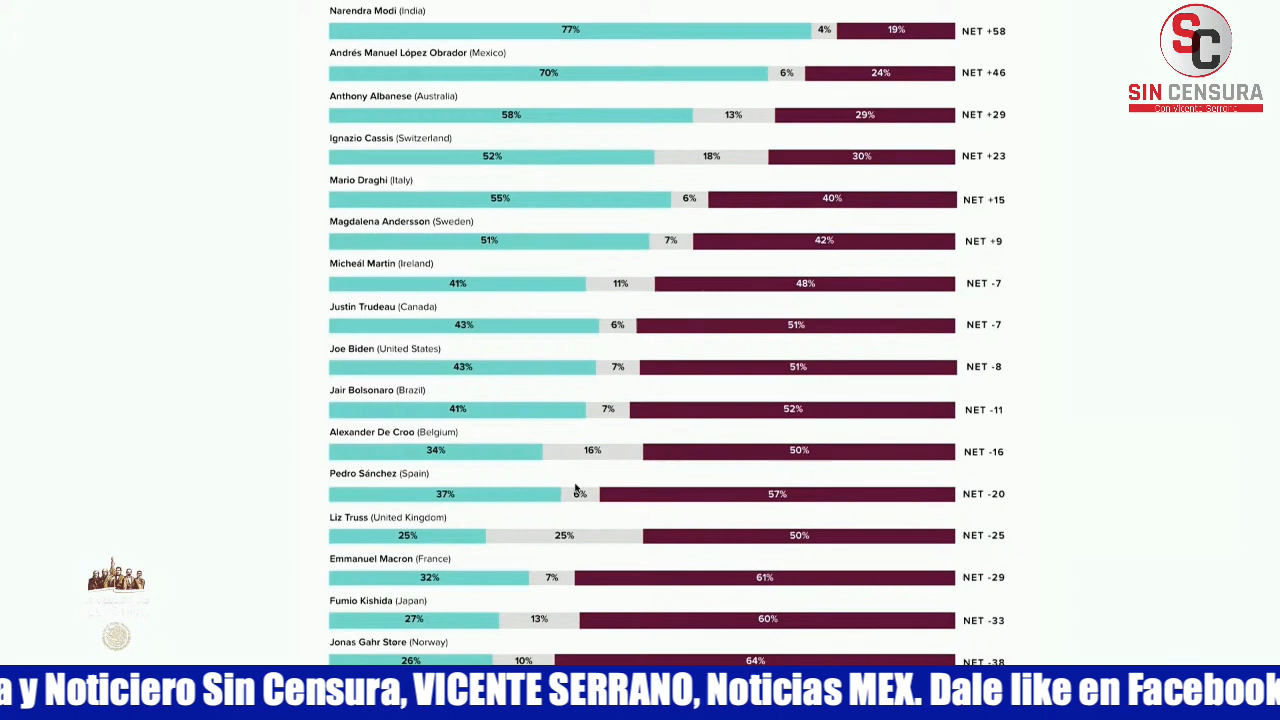 Narendra Modi (India)
77% 4% 19% NET +58
Andrés Manuel López Obrador (Mexico)
70% 6% 24% NET +46
Anthony Albanese (Australia)
58% 13% 29% NET +29
Ignazio Cassis (Switzerland)
52% 18% 30% NET +23
Mario Draghi (Italy)
55% 6% 40% NET +15
Magdalena Andersson (Sweden)
51% 7% 42% NET +9
Micheál Martin (Ireland)
41% 11% 48% NET -7
Justin Trudeau (Canada)
43% 6% 51% NET -7
Joe Biden (United States)
43% 7% 51% NET -8
Jair Bolsonaro (Brazil)
41% 7% 52% NET -11
Alexander De Croo (Belgium)
34% 16% 50% NET -16
Pedro Sánchez (Spain)
37% 6% 57% NET -20
Liz Truss (United Kingdom)
25% 25% 50% NET -25
Emmanuel Macron (France)
32% 7% 61% NET -29
Fumio Kishida (Japan)
27% 13% 60% NET -33
Jonas Gahr Støre (Norway)
26% 10% 64% NET -38
SC
SIN CENSURA
Con Vicente Serrano
a y Noticiero Sin Censura, VICENTE SERRANO, Noticias MEX. Dale like en Facebook